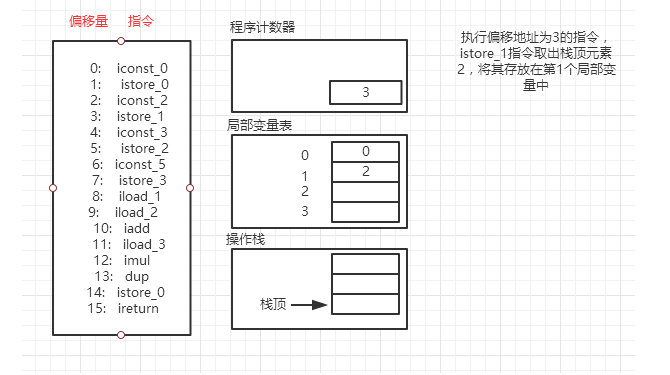 偏移量 指令
0: iconst_0
1: istore_0
2: iconst_2
3: istore_1
4: iconst_3
5: istore_2
6: iconst_5
7: istore_3
8: iload_1
9: iload_2
10: iadd
11: iload_3
12: imul
13: dup
14: istore_0
15: ireturn
程序计数器
3
局部变量表
0 0
1 2
2
3
操作栈
栈顶
执行偏移地址为3的指令，
istore_1指令取出栈顶元素
2，将其存放在第1个局部变
量中